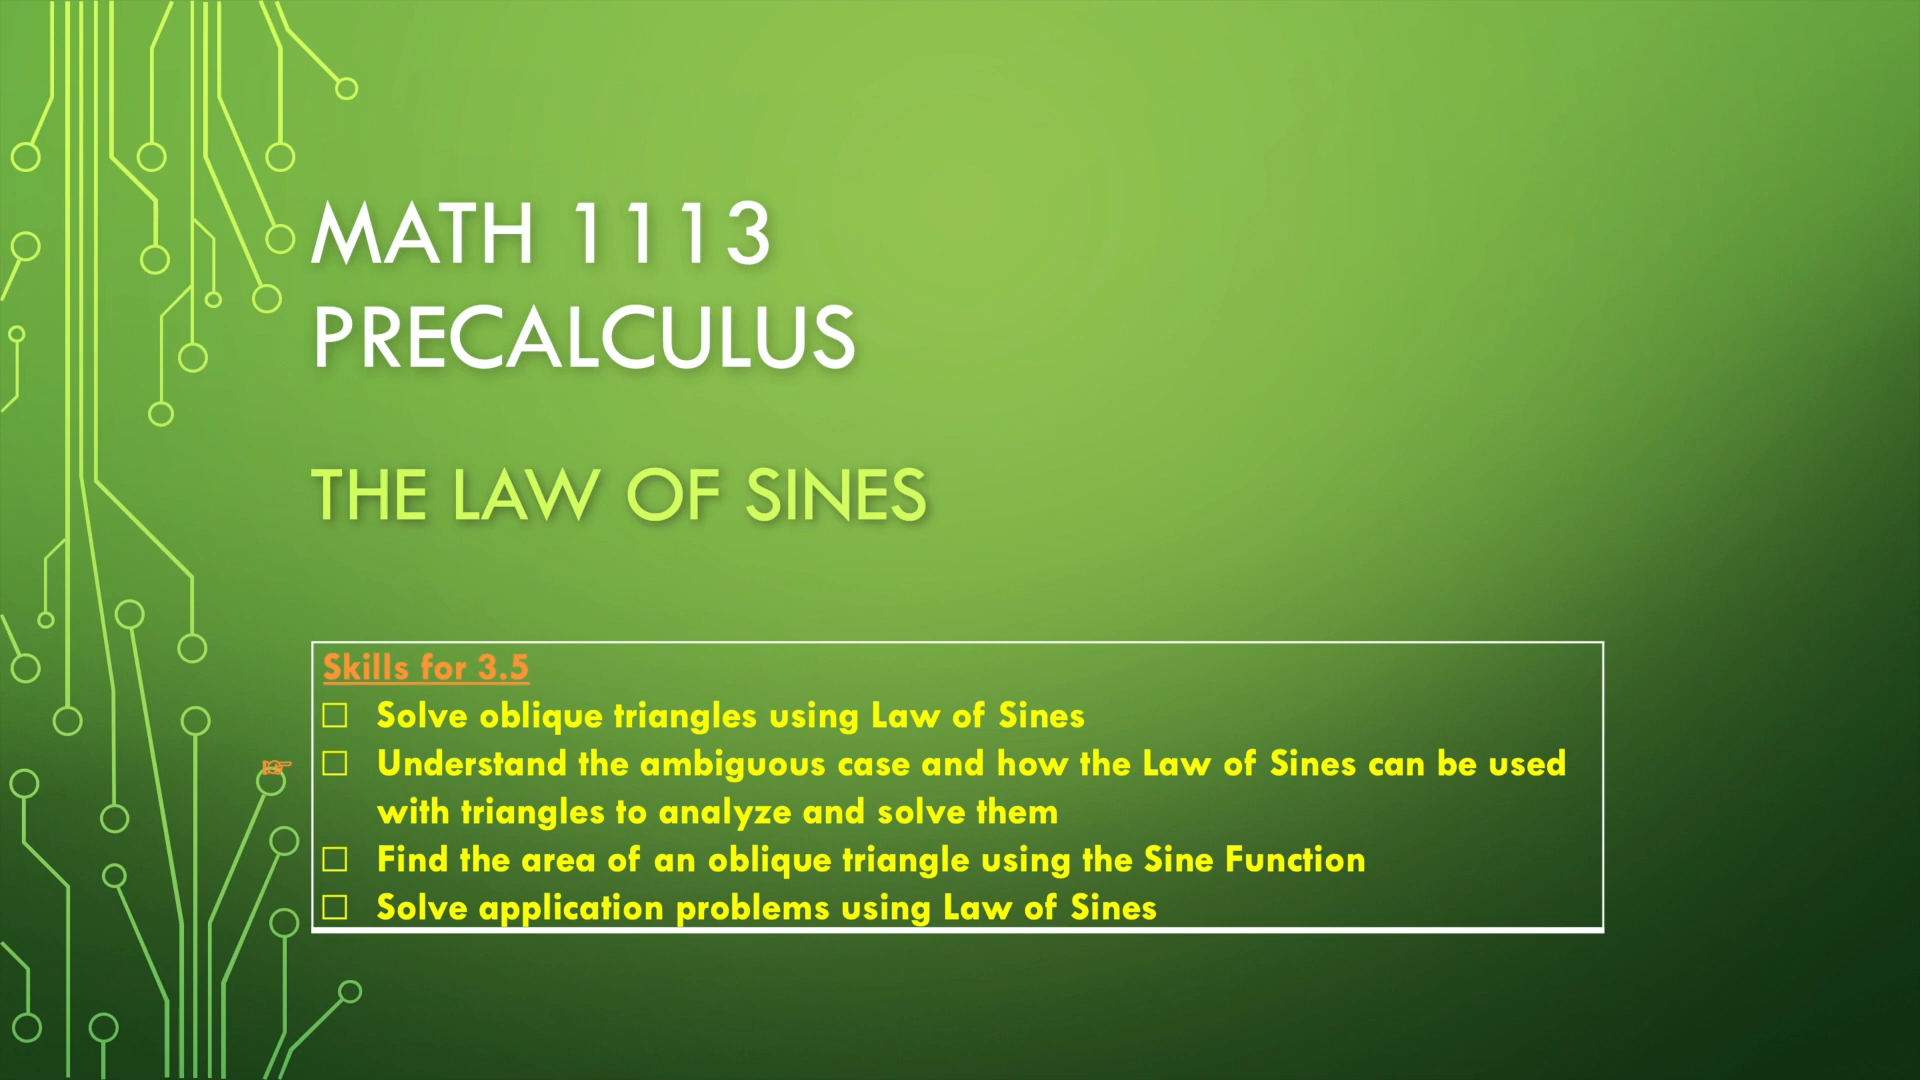 MATH 1113
PRECALCULUS
THE LAW OF SINES
Skills for 3.5
☐ Solve oblique triangles using Law of Sines
☞ ☐ Understand the ambiguous case and how the Law of Sines can be used
with triangles to analyze and solve them
☐ Find the area of an oblique triangle using the Sine Function
☐ Solve application problems using Law of Sines